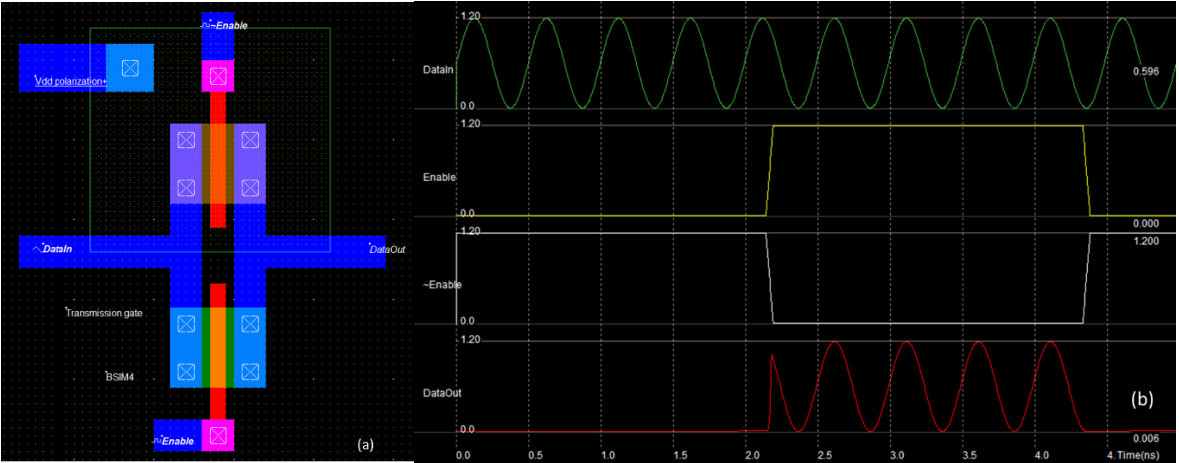 ~Enable
Vdd polarization+
DataIn
DataOut
Transmission gate
BSIM4
Enable
(a)
1.20
DataIn
0.596
0.0
1.20
Enable
0.0
0.000
1.20
1.200
~Enable
0.0
1.20
DataOut
(b)
0.0
0.006
0.0 0.5 1.0 1.5 2.0 2.5 3.0 3.5 4.0 4.Time(ns)